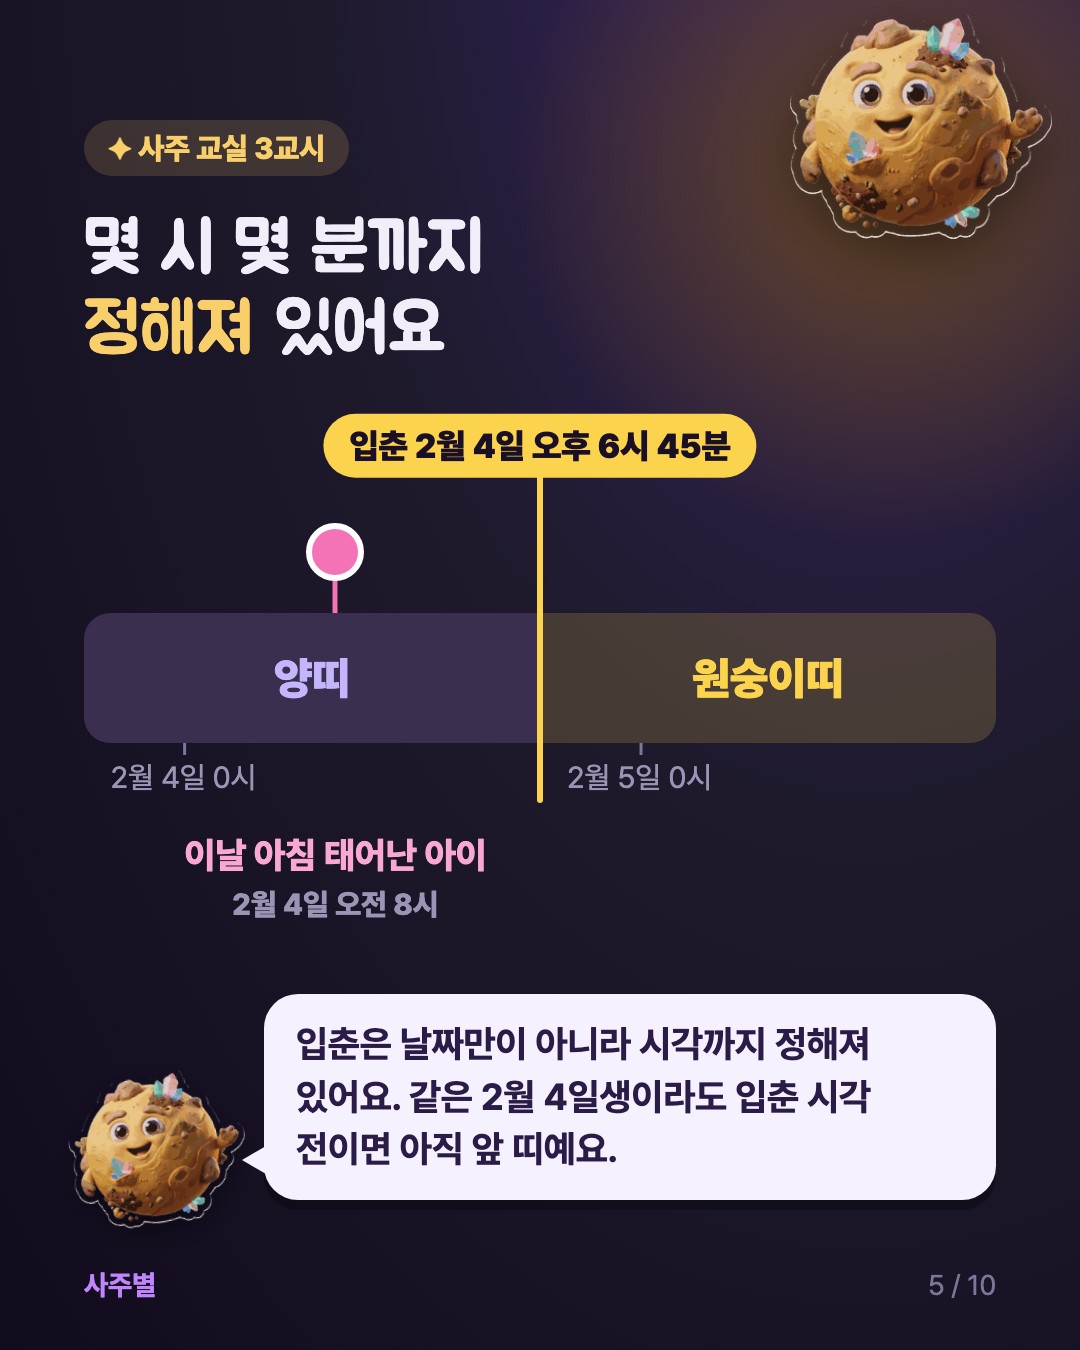 ✦ 사주 교실 3교시
몇 시 몇 분까지
정해져 있어요
입춘 2월 4일 오후 6시 45분
양띠
원숭이띠
2월 4일 0시
2월 5일 0시
이날 아침 태어난 아이
2월 4일 오전 8시
입춘은 날짜만이 아니라 시각까지 정해져
있어요. 같은 2월 4일생이라도 입춘 시각
전이면 아직 앞 띠예요.
사주별
5 / 10